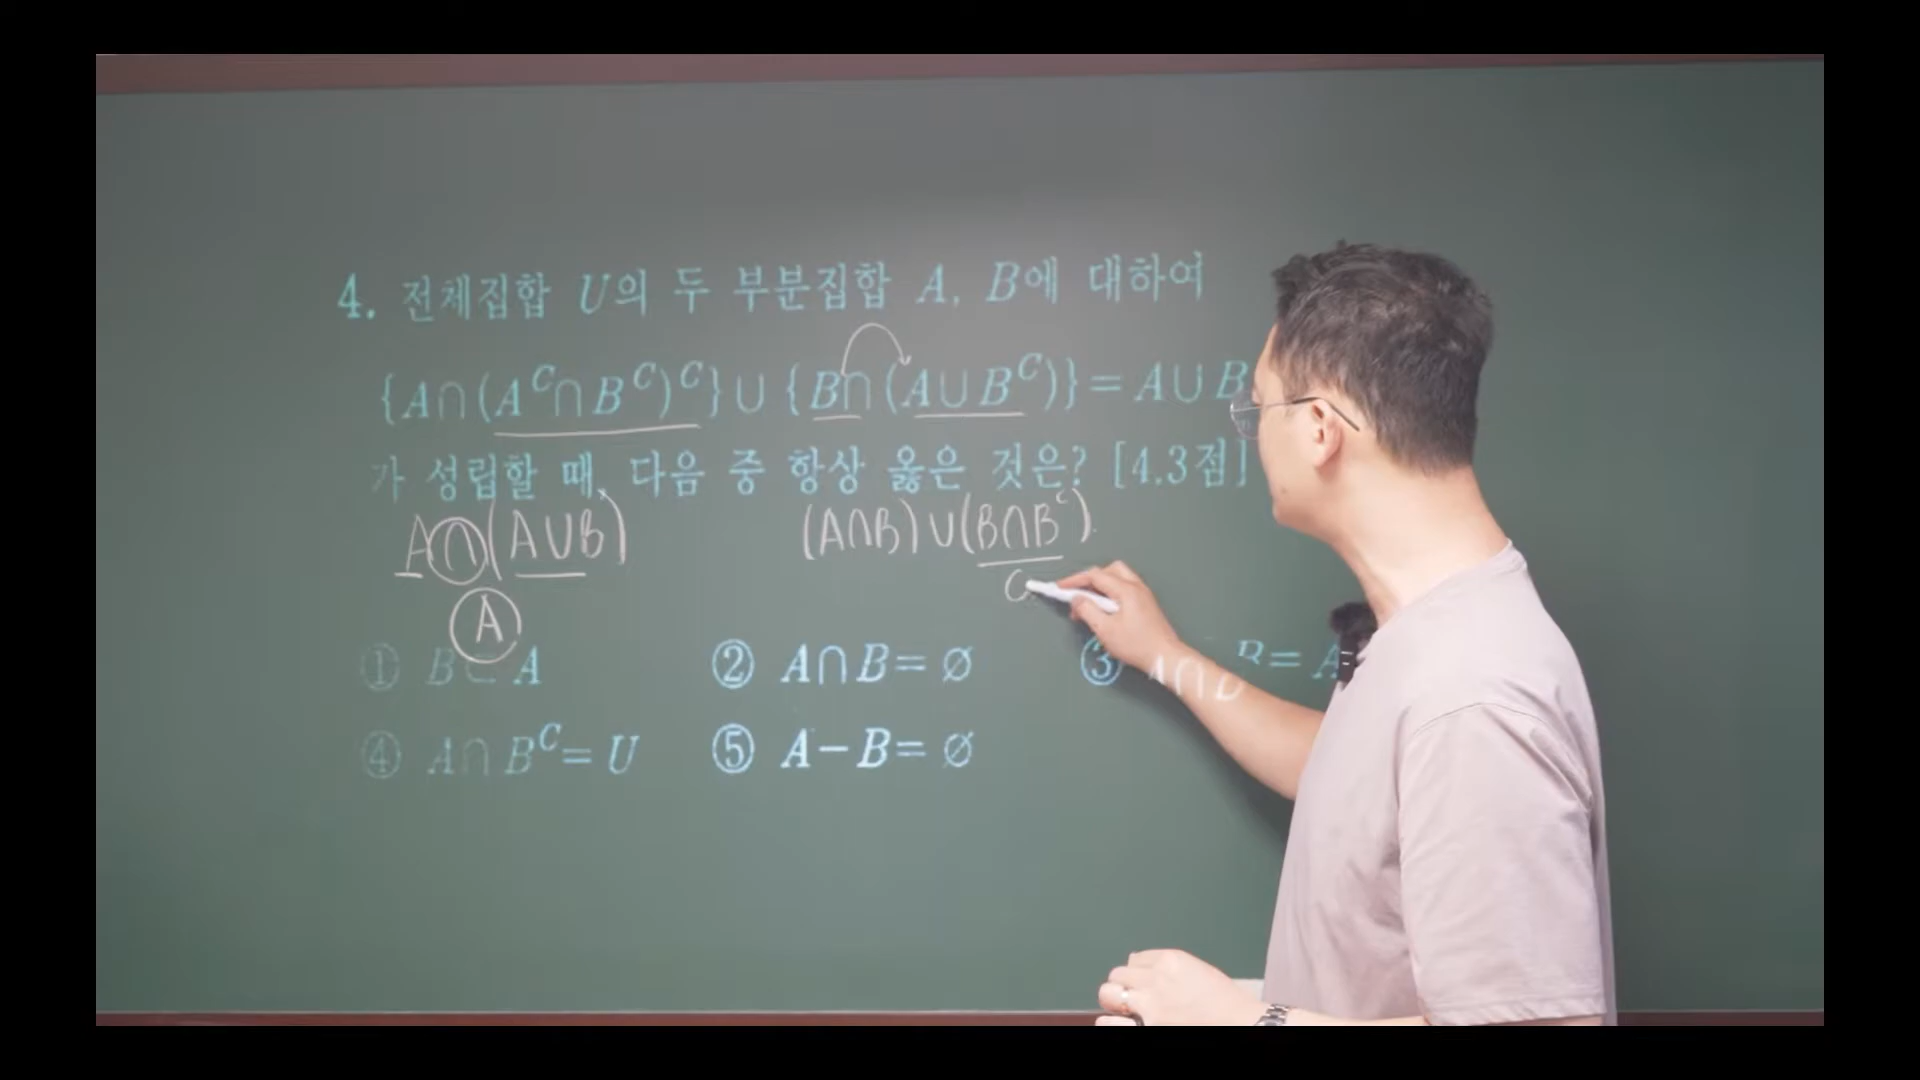 4. 전체집합 U의 두 부분집합 A, B에 대하여
{A∩(A^C∩B^C)^C}∪{B∩(A∪B^C)}=A∪B
가 성립할 때, 다음 중 항상 옳은 것은? [4.3점]
A∩(A∪B) (A∩B)∪(B∩B^c).
A
① B⊂A ② A∩B=∅ ③ A∩B=A
④ A∩B^C=U ⑤ A-B=∅